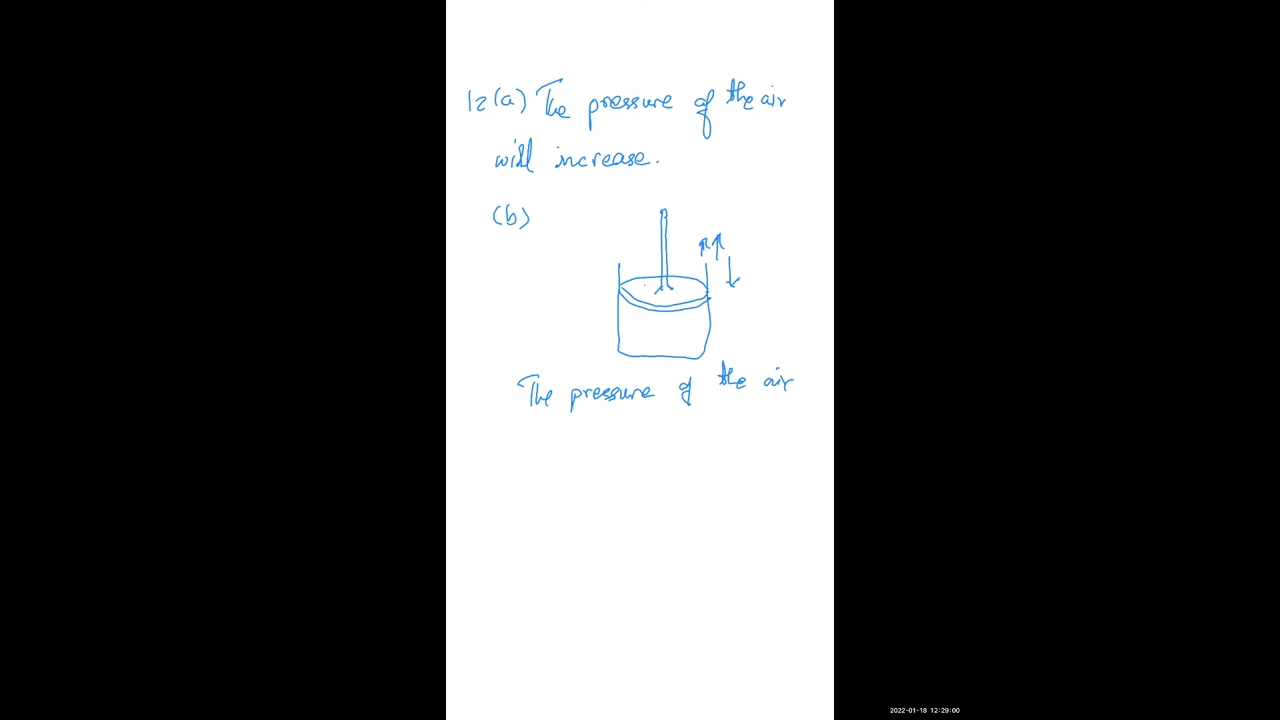 12(a) The pressure of the air
will increase.
(b)
The pressure of the air
2022-01-18 12:29:00